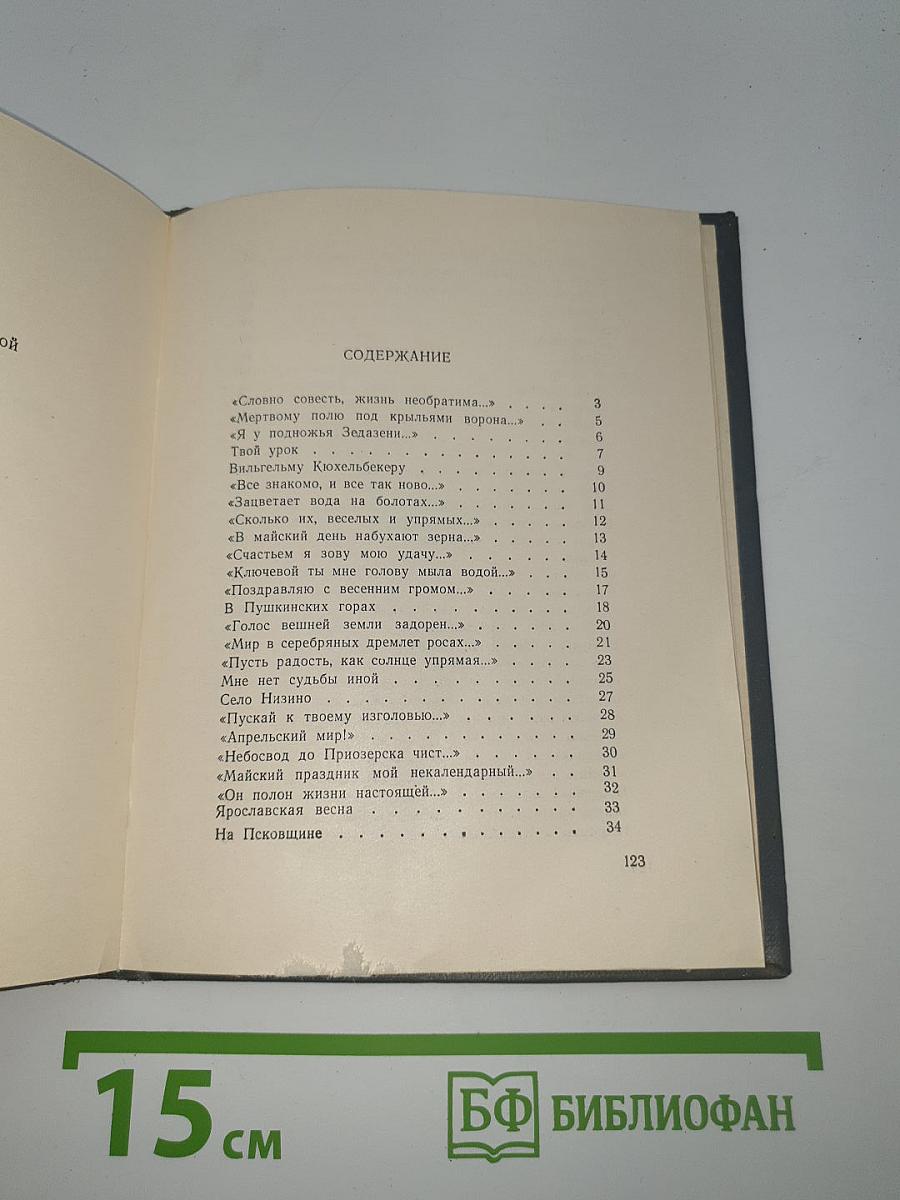 ой
СОДЕРЖАНИЕ
«Словно совесть, жизнь необратима...» . . . . 3
«Мертвому полю под крыльями ворона...» . . 5
«Я у подножья Зедазени...» . . . . . . . . 6
Твой урок . . . . . . . . . . . . . . . 7
Вильгельму Кюхельбекеру . . . . . . . . . 9
«Все знакомо, и все так ново...» . . . . . . . 10
«Зацветает вода на болотах...» . . . . . . . 11
«Сколько их, веселых и упрямых...» . . . . . 12
«В майский день набухают зерна...» . . . . . 13
«Счастьем я зову мою удачу...» . . . . . . 14
«Ключевой ты мне голову мыла водой...» . . . 15
«Поздравляю с весенним громом...» . . . . . 17
В Пушкинских горах . . . . . . . . . . 18
«Голос вешней земли задорен...» . . . . . . 20
«Мир в серебряных дремлет росах...» . . . . . 21
«Пусть радость, как солнце упрямая...» . . . . 23
Мне нет судьбы иной . . . . . . . . . . 25
Село Низино . . . . . . . . . . . . . . 27
«Пускай к твоему изголовью...» . . . . . . 28
«Апрельский мир!» . . . . . . . . . . . . 29
«Небосвод до Приозерска чист...» . . . . . . 30
«Майский праздник мой некалендарный...» . . 31
«Он полон жизни настоящей...» . . . . . . . 32
Ярославская весна . . . . . . . . . . . . 33
На Псковщине . . . . . . . . . . . . . 34
123
15 см
БФ БИБЛИОФАН